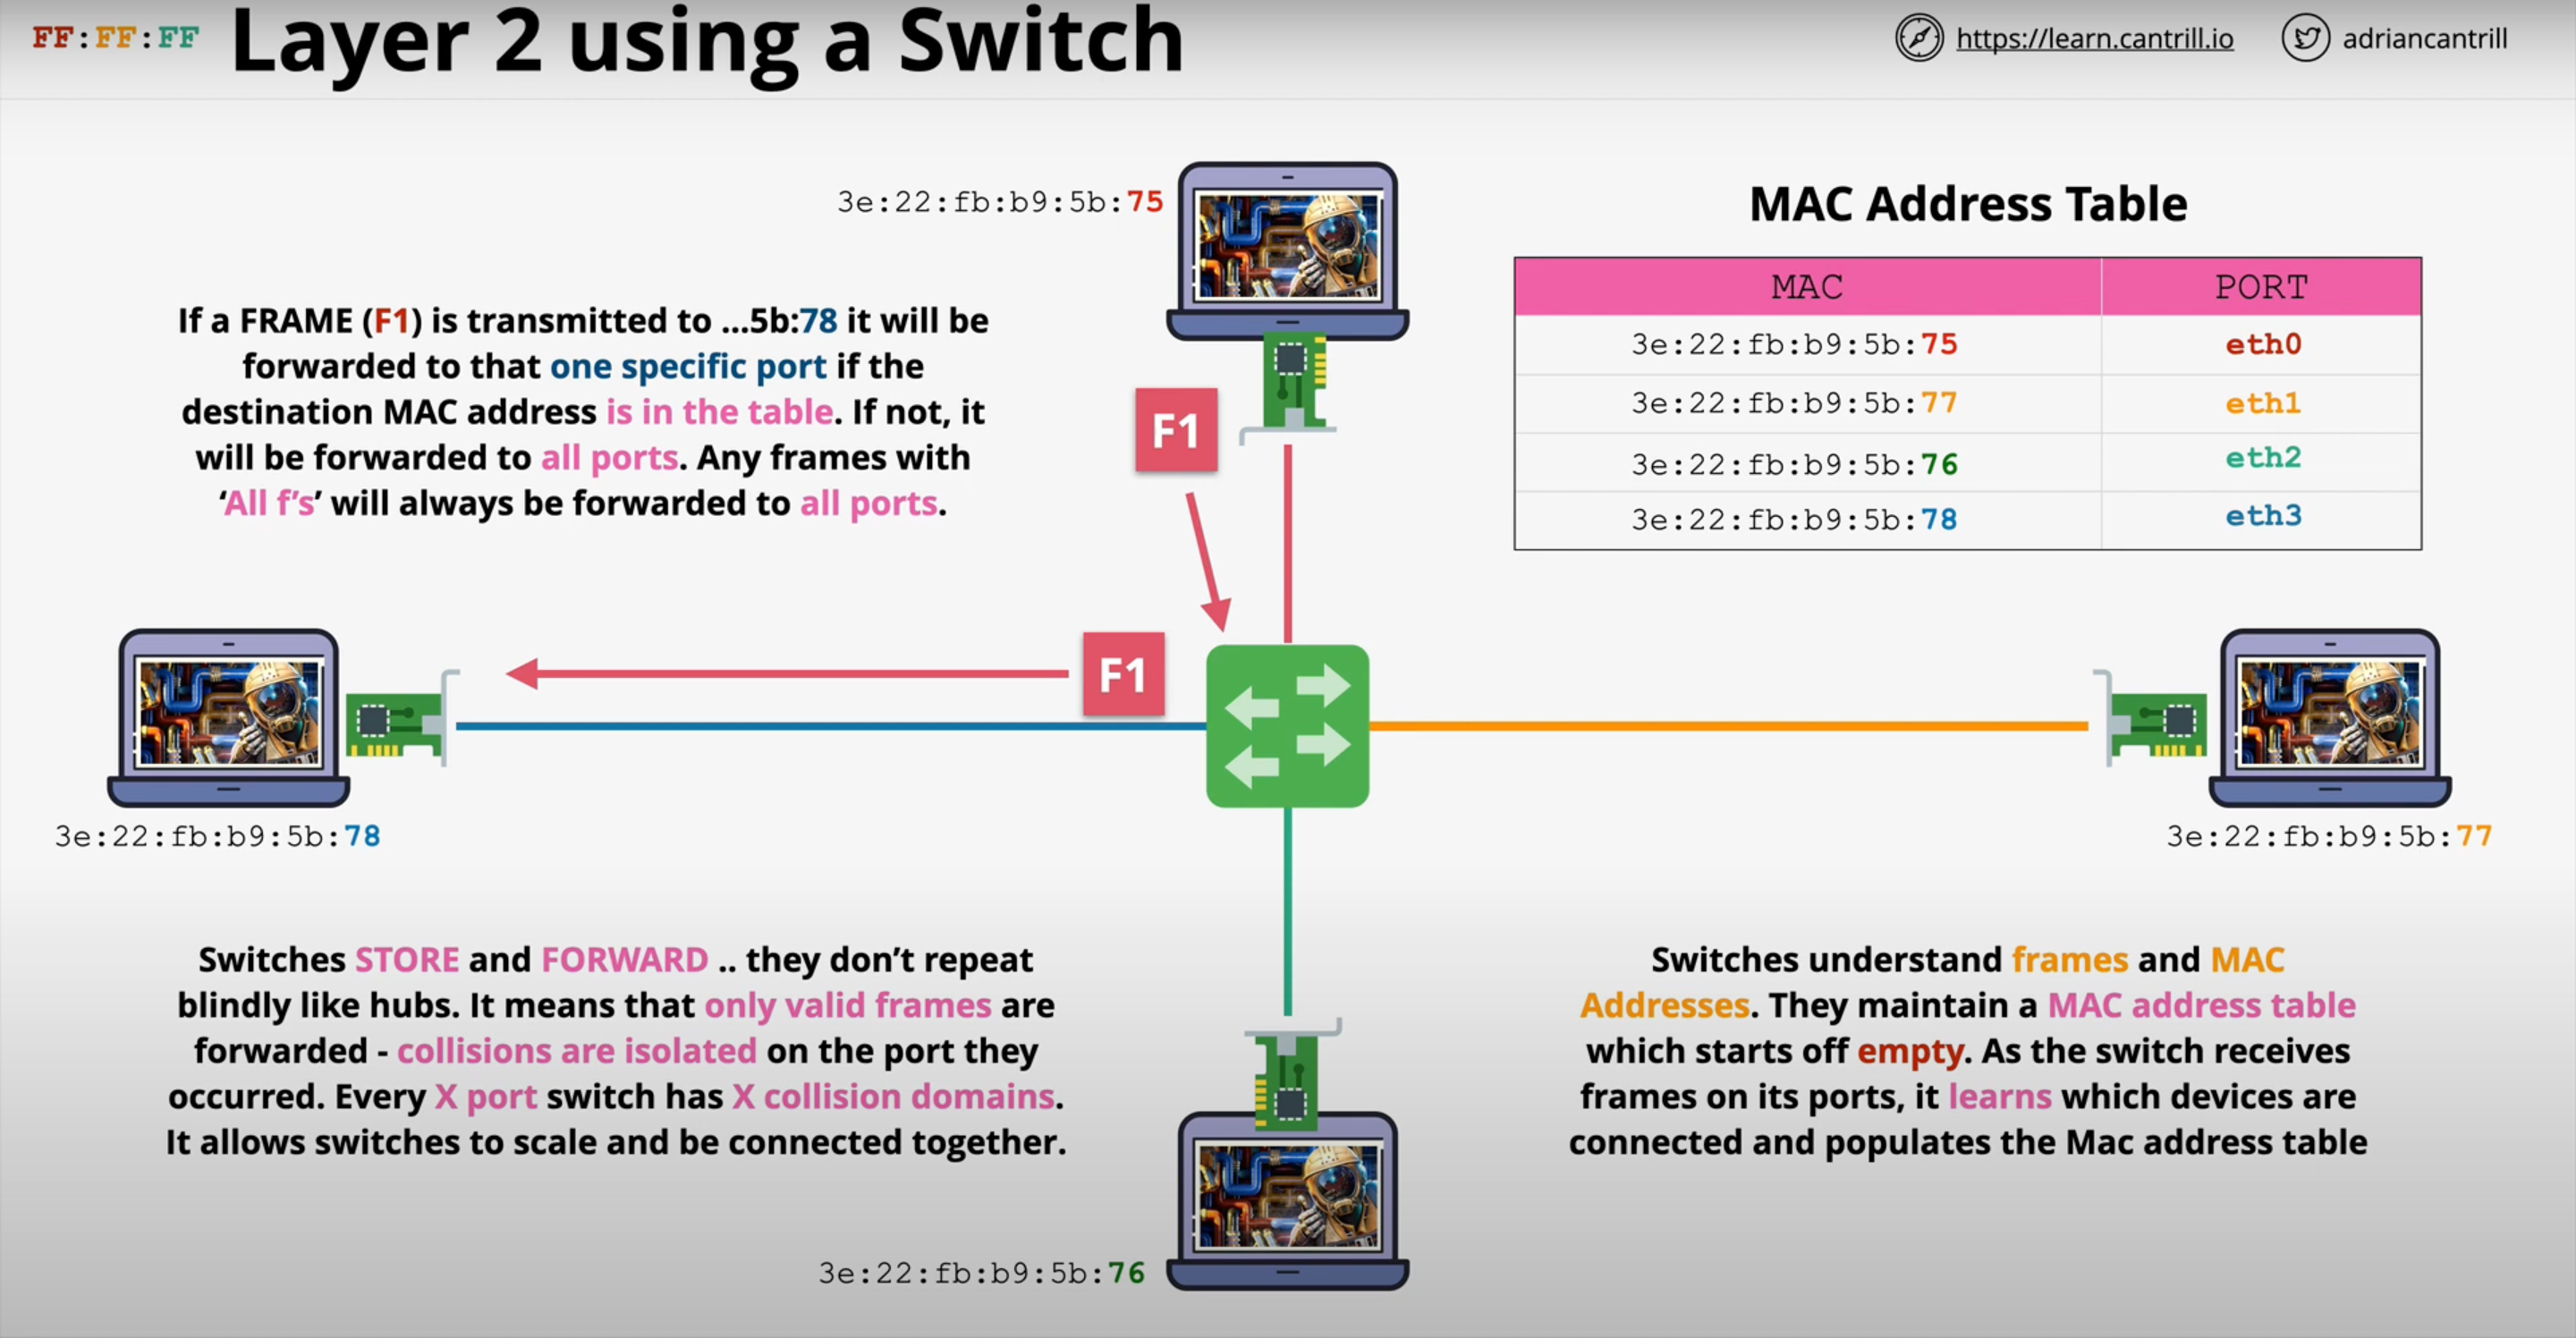 FF:FF:FF Layer 2 using a Switch
https://learn.cantrill.io
adriancantrill
3e:22:fb:b9:5b:75
If a FRAME (F1) is transmitted to ...5b:78 it will be
forwarded to that one specific port if the
destination MAC address is in the table. If not, it
will be forwarded to all ports. Any frames with
‘All f’s’ will always be forwarded to all ports.
MAC Address Table
MAC PORT
3e:22:fb:b9:5b:75 eth0
3e:22:fb:b9:5b:77 eth1
3e:22:fb:b9:5b:76 eth2
3e:22:fb:b9:5b:78 eth3
F1
F1
3e:22:fb:b9:5b:78
3e:22:fb:b9:5b:77
Switches STORE and FORWARD .. they don’t repeat
blindly like hubs. It means that only valid frames are
forwarded - collisions are isolated on the port they
occurred. Every X port switch has X collision domains.
It allows switches to scale and be connected together.
Switches understand frames and MAC
Addresses. They maintain a MAC address table
which starts off empty. As the switch receives
frames on its ports, it learns which devices are
connected and populates the Mac address table
3e:22:fb:b9:5b:76